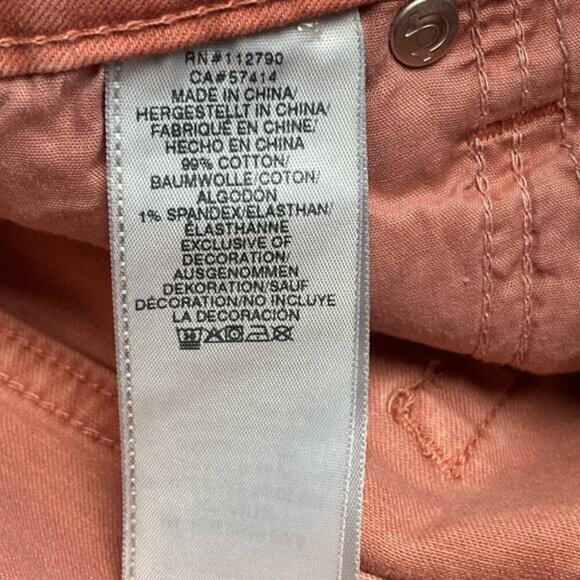 RN#112790
CA#57414
MADE IN CHINA/
HERGESTELLT IN CHINA/
FABRIQUÉ EN CHINE/
HECHO EN CHINA
99% COTTON/
BAUMWOLLE/COTON/
ALGODÓN
1% SPANDEX/ELASTHAN/
ÉLASTHANNE
EXCLUSIVE OF
DECORATION/
AUSGENOMMEN
DEKORATION/SAUF
DÉCORATION/NO INCLUYE
LA DECORACIÓN
30